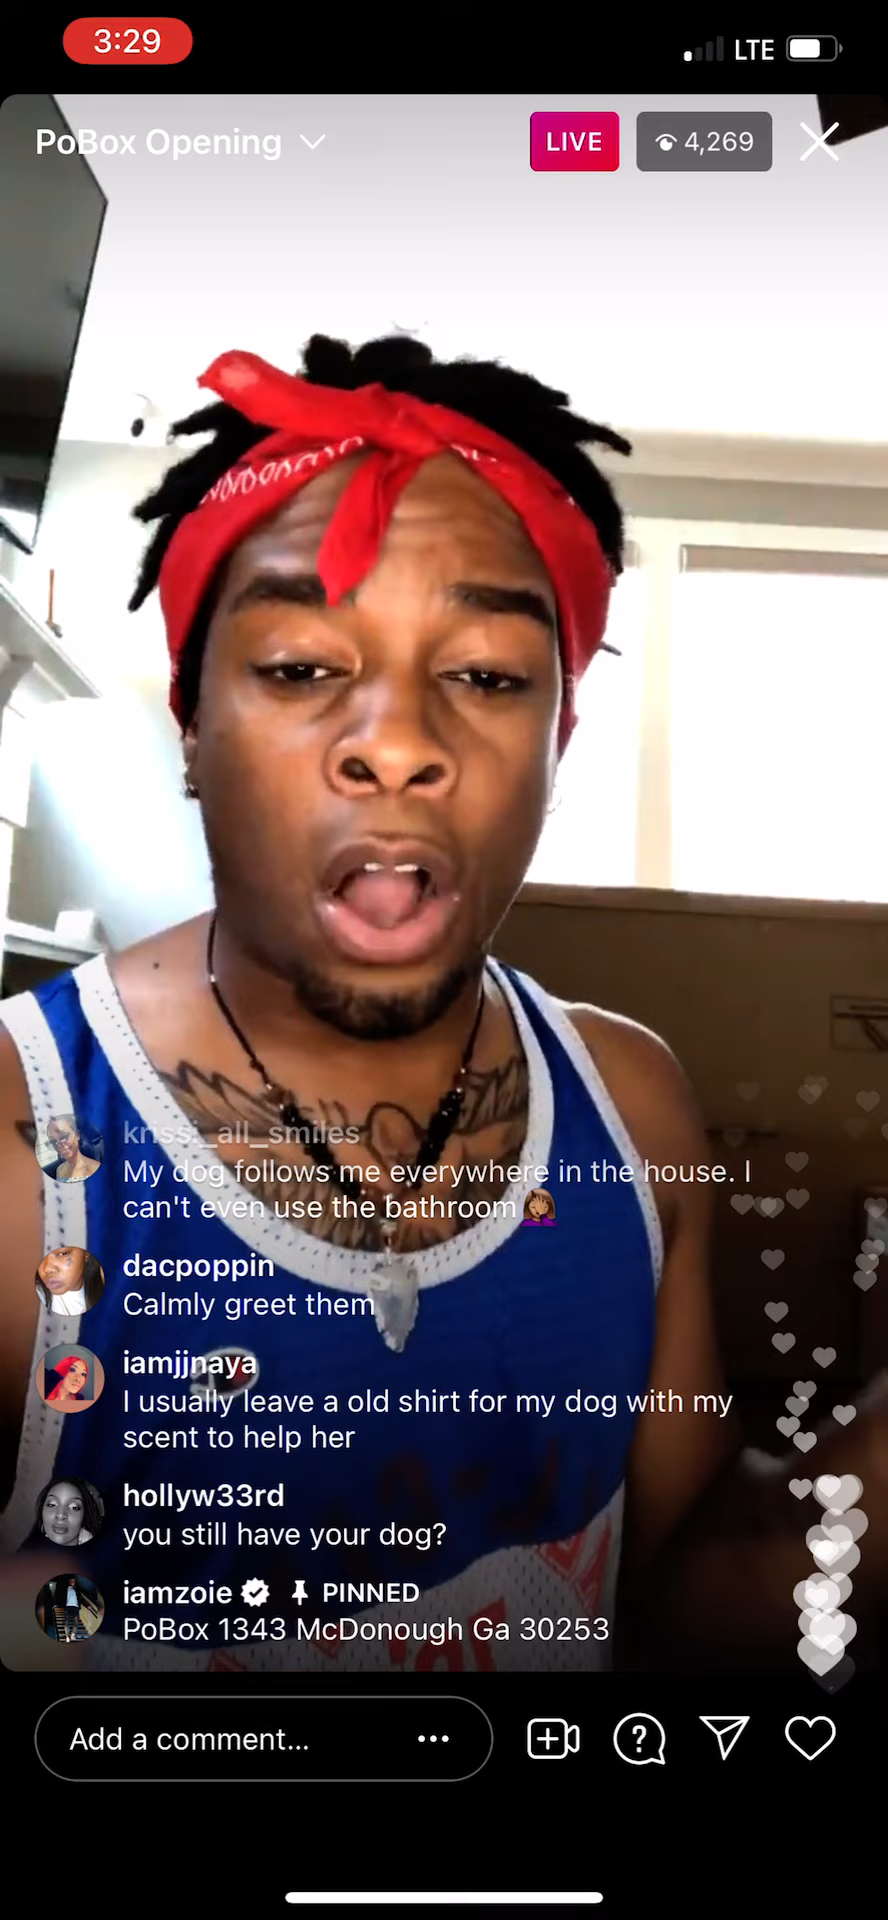 3:29
LTE
PoBox Opening
LIVE
4,269
krissi_all_smiles
My dog follows me everywhere in the house. I
can't even use the bathroom🤦🏽‍♀️
dacpoppin
Calmly greet them
iamjjnaya
I usually leave a old shirt for my dog with my
scent to help her
hollyw33rd
you still have your dog?
iamzoie PINNED
PoBox 1343 McDonough Ga 30253
Add a comment...